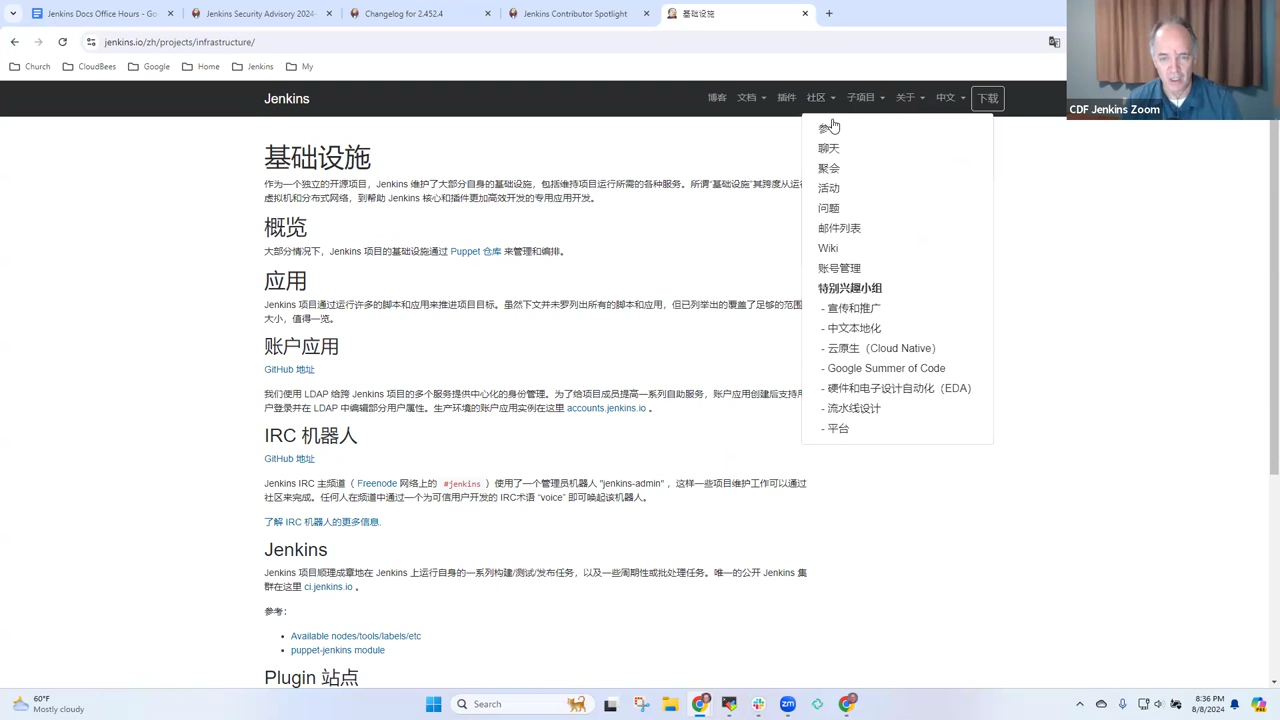 Jenkins Docs Office Hours - G
Jenkins Security Advisory 2024-
Changelog for 2.452.4
Jenkins Contributor Spotlight
基础设施
jenkins.io/zh/projects/infrastructure/
Church
CloudBees
Google
Home
Jenkins
My
CDF Jenkins Zoom
Jenkins
博客
文档
插件
社区
子项目
关于
中文
下载
参
聊天
聚会
活动
问题
邮件列表
Wiki
账号管理
特别兴趣小组
- 宣传和推广
- 中文本地化
- 云原生（Cloud Native）
- Google Summer of Code
- 硬件和电子设计自动化（EDA）
- 流水线设计
- 平台
基础设施
作为一个独立的开源项目，Jenkins 维护了大部分自身的基础设施，包括维持项目运行所需的各种服务。所谓“基础设施”其跨度从运
虚拟机和分布式网络，到帮助 Jenkins 核心和插件更加高效开发的专用应用开发。
概览
大部分情况下，Jenkins 项目的基础设施通过 Puppet 仓库 来管理和编排。
应用
Jenkins 项目通过运行许多的脚本和应用来推进项目目标。虽然下文并未罗列出所有的脚本和应用，但已列举出的覆盖了足够的范围
大小，值得一览。
账户应用
GitHub 地址
我们使用 LDAP 给跨 Jenkins 项目的多个服务提供中心化的身份管理。为了给项目成员提高一系列自助服务，账户应用创建后支持用
户登录并在 LDAP 中编辑部分用户属性。生产环境的账户应用实例在这里 accounts.jenkins.io 。
IRC 机器人
GitHub 地址
Jenkins IRC 主频道（ Freenode 网络上的 #jenkins ）使用了一个管理员机器人 "jenkins-admin" ，这样一些项目维护工作可以通过
社区来完成。任何人在频道中通过一个为可信用户开发的 IRC术语 “voice” 即可唤起该机器人。
了解 IRC 机器人的更多信息.
Jenkins
Jenkins 项目顺理成章地在 Jenkins 上运行自身的一系列构建/测试/发布任务，以及一些周期性或批处理任务。唯一的公开 Jenkins 集
群在这里 ci.jenkins.io 。
参考：
Available nodes/tools/labels/etc
puppet-jenkins module
Plugin 站点
60°F
Mostly cloudy
Search
8:36 PM
8/8/2024